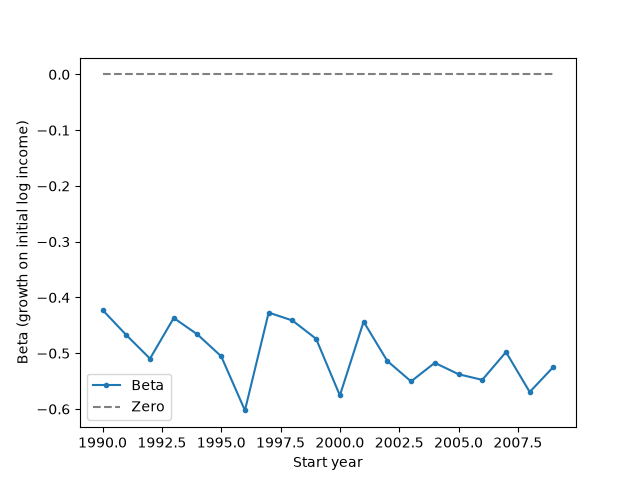 Beta (growth on initial log income)
0.0
−0.1
−0.2
−0.3
−0.4
−0.5
−0.6
Beta
Zero
1990.0 1992.5 1995.0 1997.5 2000.0 2002.5 2005.0 2007.5
Start year